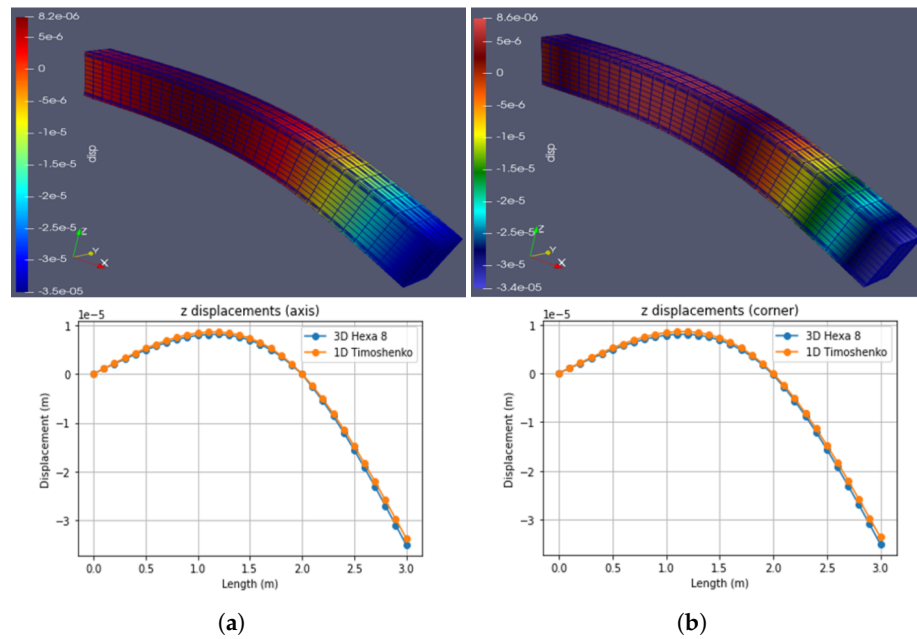 8.2e-06
5e-6
0
-5e-6
-1e-5
-1.5e-5
-2e-5
-2.5e-5
-3e-5
-3.5e-05
disp
Z
Y
X
8.6e-06
5e-6
0
-5e-6
-1e-5
-1.5e-5
-2e-5
-2.5e-5
-3e-5
-3.4e-05
disp
Z
Y
X
z displacements (axis)
1e-5
3D Hexa 8
1D Timoshenko
1
0
−1
−2
−3
Displacement (m)
0.0 0.5 1.0 1.5 2.0 2.5 3.0
Length (m)
z displacements (corner)
1e-5
3D Hexa 8
1D Timoshenko
1
0
−1
−2
−3
Displacement (m)
0.0 0.5 1.0 1.5 2.0 2.5 3.0
Length (m)
(a)
(b)